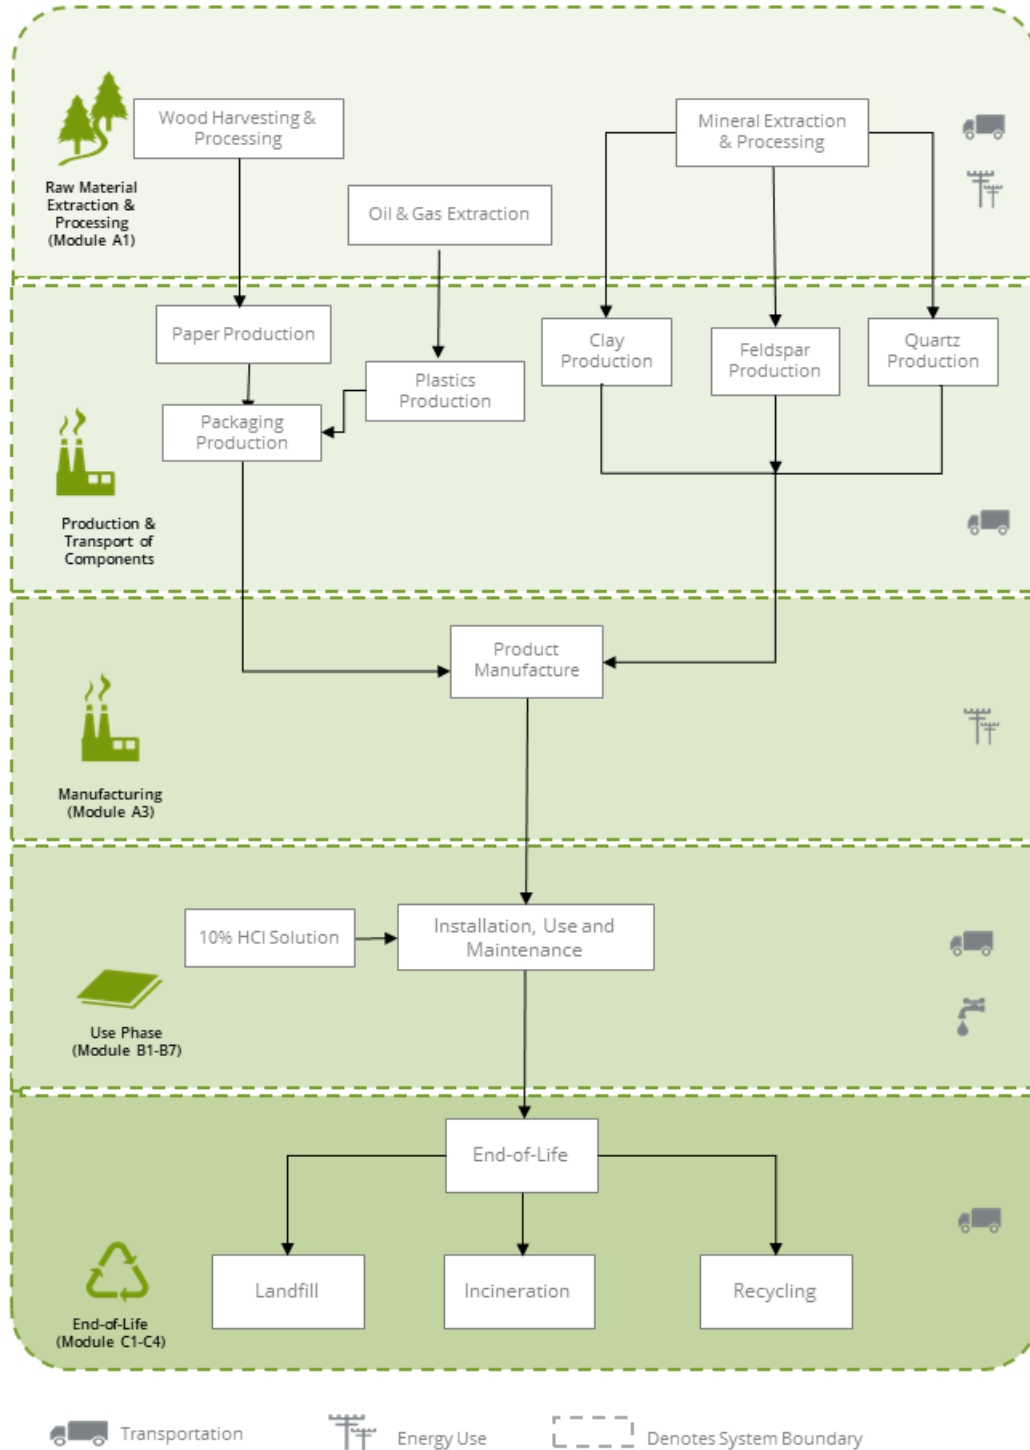 Wood Harvesting &
Processing
Mineral Extraction
& Processing
Raw Material
Extraction &
Processing
(Module A1)
Oil & Gas Extraction
Paper Production
Clay
Production
Feldspar
Production
Quartz
Production
Plastics
Production
Packaging
Production
Production &
Transport of
Components
Product
Manufacture
Manufacturing
(Module A3)
10% HCl Solution
Installation, Use and
Maintenance
Use Phase
(Module B1-B7)
End-of-Life
Landfill
Incineration
Recycling
End-of-Life
(Module C1-C4)
Transportation
Energy Use
Denotes System Boundary